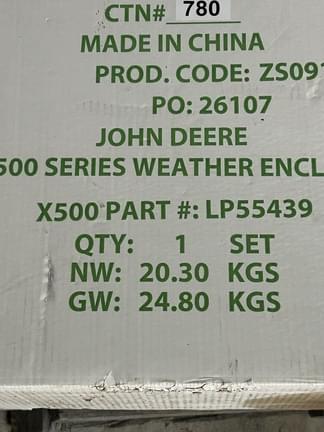 CTN# 780
MADE IN CHINA
PROD. CODE: ZS091
PO: 26107
JOHN DEERE
500 SERIES WEATHER ENCL
X500 PART #: LP55439
QTY: 1 SET
NW: 20.30 KGS
GW: 24.80 KGS